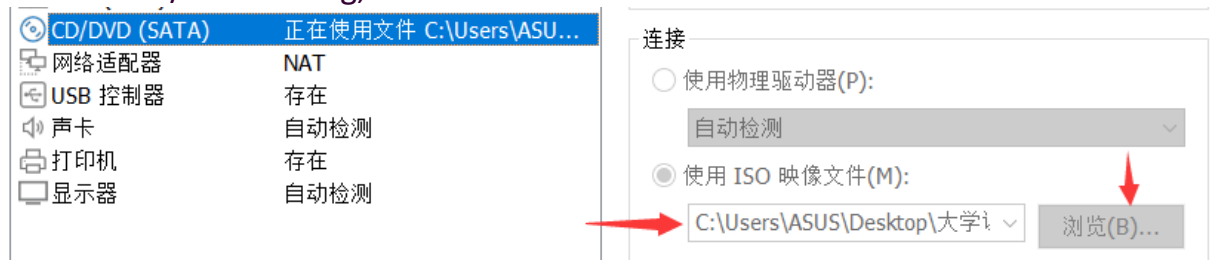 CD/DVD (SATA) 正在使用文件 C:\Users\ASU...
网络适配器 NAT
USB 控制器 存在
声卡 自动检测
打印机 存在
显示器 自动检测
连接
使用物理驱动器(P):
自动检测
使用 ISO 映像文件(M):
C:\Users\ASUS\Desktop\大学
浏览(B)...